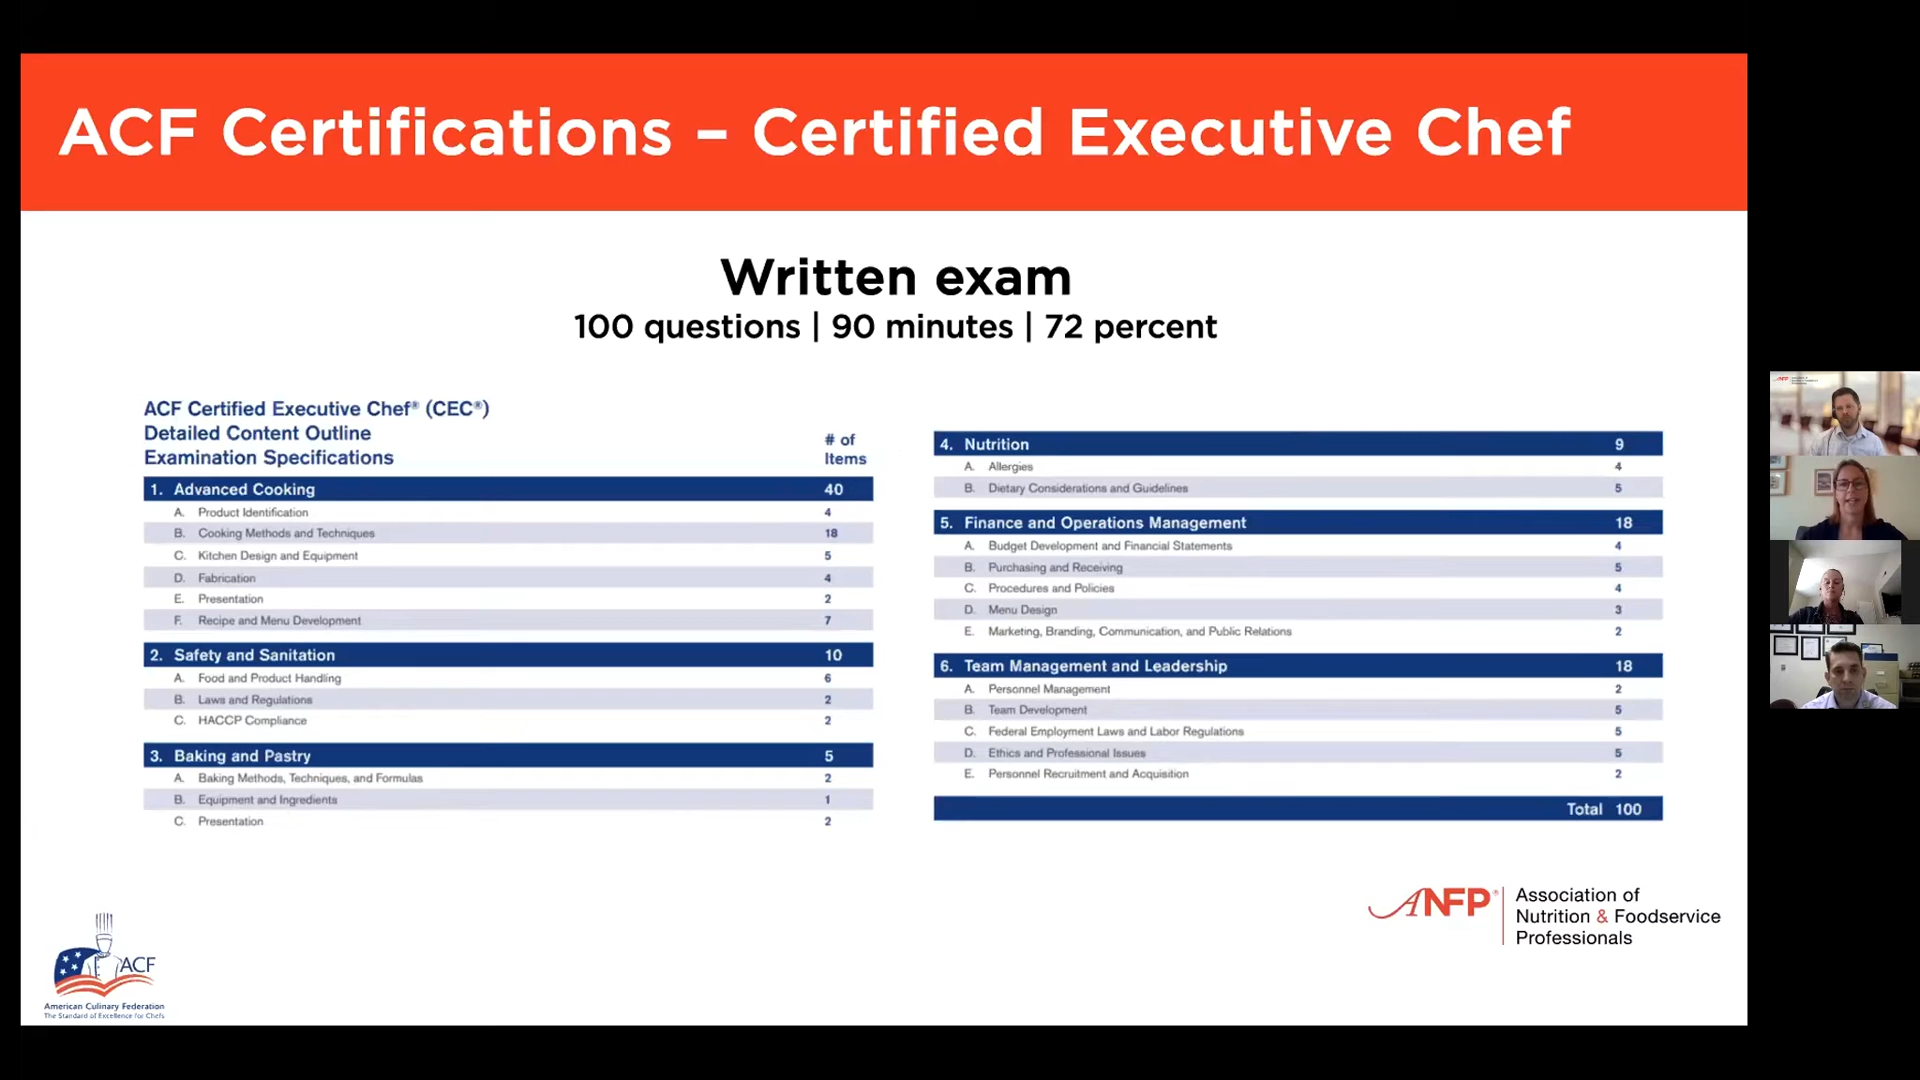 ACF Certifications – Certified Executive Chef
Written exam
100 questions | 90 minutes | 72 percent
ACF Certified Executive Chef® (CEC®)
Detailed Content Outline
Examination Specifications
# of
Items
1. Advanced Cooking 40
A. Product Identification 4
B. Cooking Methods and Techniques 18
C. Kitchen Design and Equipment 5
D. Fabrication 4
E. Presentation 2
F. Recipe and Menu Development 7
2. Safety and Sanitation 10
A. Food and Product Handling 6
B. Laws and Regulations 2
C. HACCP Compliance 2
3. Baking and Pastry 5
A. Baking Methods, Techniques, and Formulas 2
B. Equipment and Ingredients 1
C. Presentation 2
4. Nutrition 9
A. Allergies 4
B. Dietary Considerations and Guidelines 5
5. Finance and Operations Management 18
A. Budget Development and Financial Statements 4
B. Purchasing and Receiving 5
C. Procedures and Policies 4
D. Menu Design 3
E. Marketing, Branding, Communication, and Public Relations 2
6. Team Management and Leadership 18
A. Personnel Management 2
B. Team Development 5
C. Federal Employment Laws and Labor Regulations 5
D. Ethics and Professional Issues 5
E. Personnel Recruitment and Acquisition 2
Total 100
ACF
American Culinary Federation
The Standard of Excellence for Chefs
ANFP®
Association of
Nutrition & Foodservice
Professionals